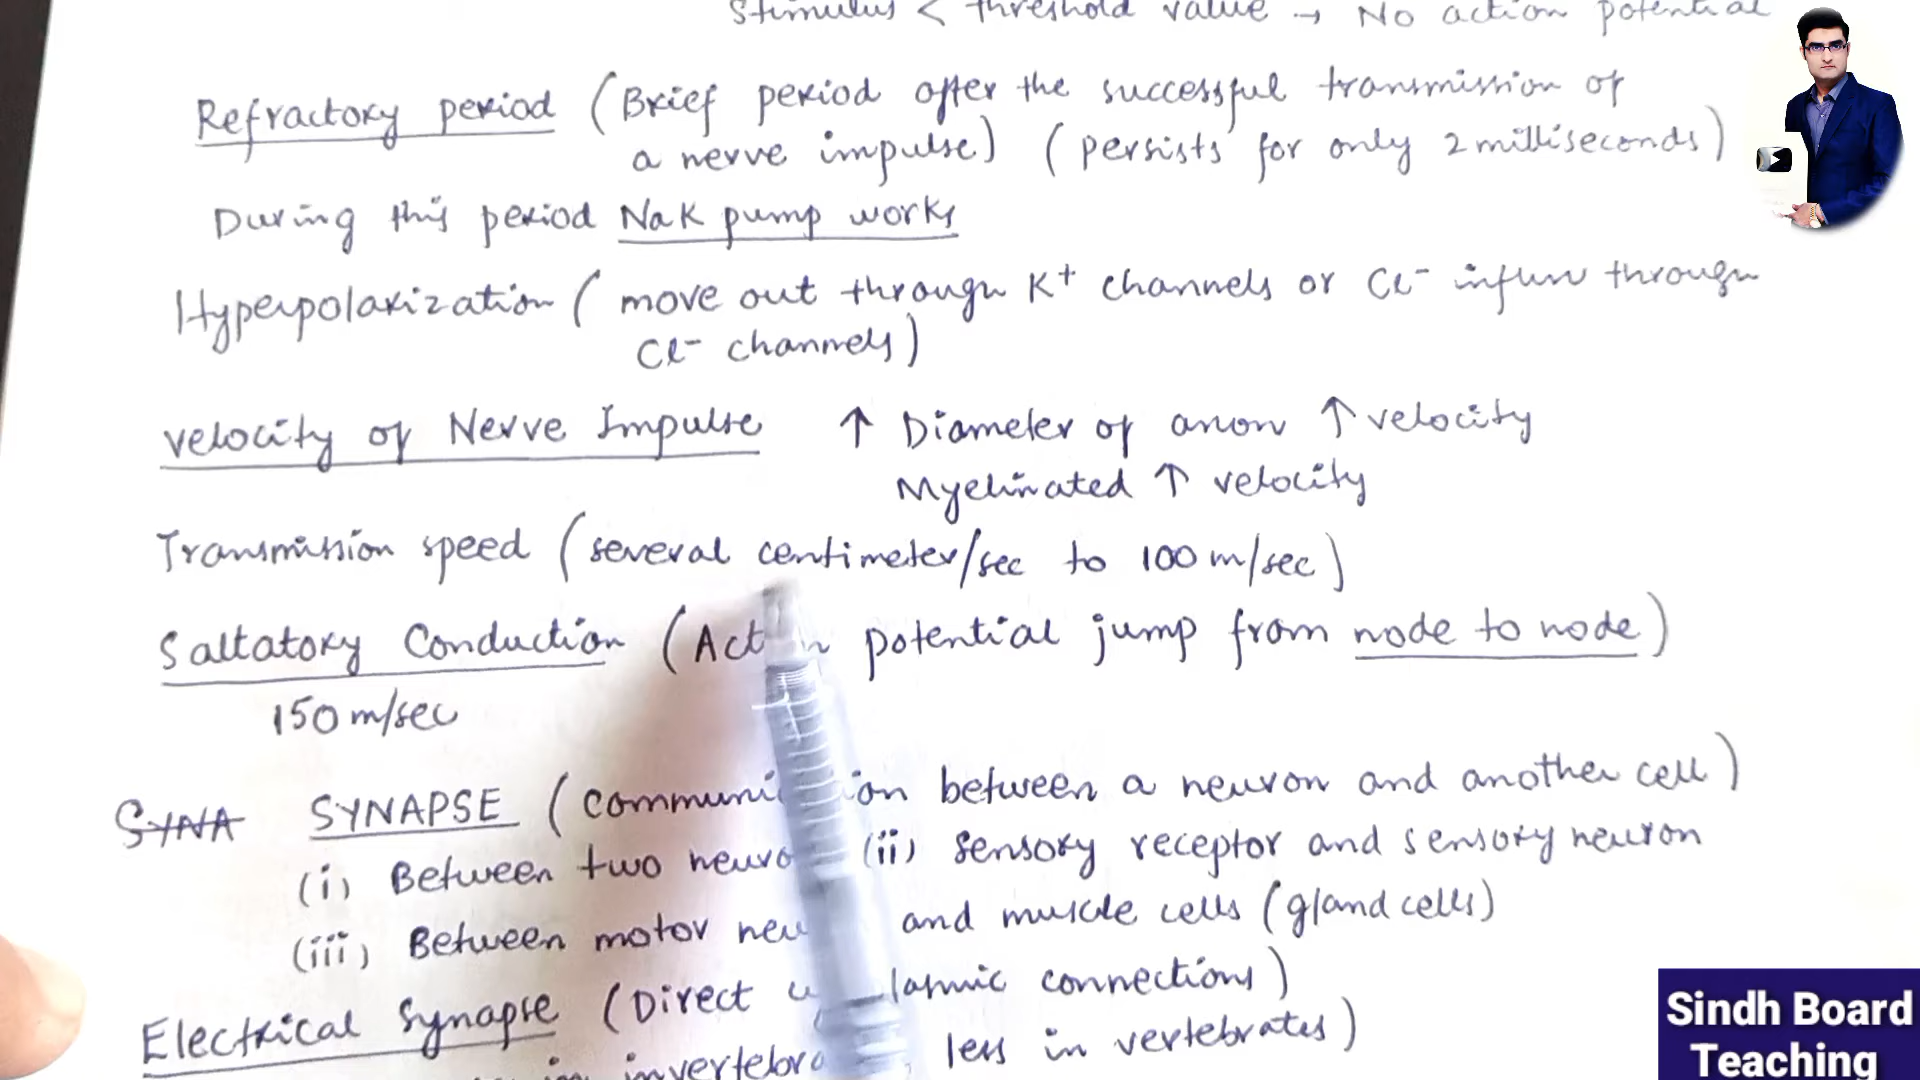 Stimulus < threshold value → No action potential
Refractory period (Brief period after the successful transmission of
a nerve impulse) (persists for only 2 milliseconds)
During this period NaK pump works
Hyperpolarization (move out through K+ channels or Cl- influx through
Cl- channels)
velocity of Nerve Impulse ↑ Diameter of axon ↑ velocity
Myelinated ↑ velocity
Transmission speed (several centimeter/sec to 100 m/sec)
Saltatory Conduction (Act potential jump from node to node)
150 m/sec
SYNA SYNAPSE (communi on between a neuron and another cell)
(i) Between two neuro (ii) sensory receptor and sensory neuron
(iii) Between motor neu and muscle cells (gland cells)
Electrical Synapse (Direct lasmic connections)
in invertebra less in vertebrates)
Sindh Board
Teaching